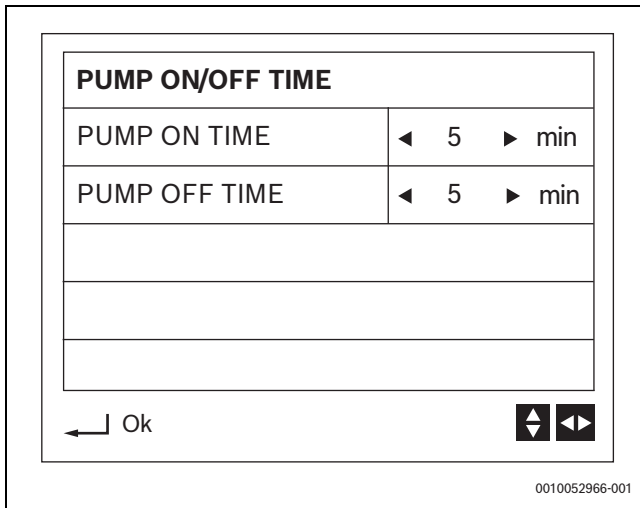 PUMP ON/OFF TIME
PUMP ON TIME ◄ 5 ► min
PUMP OFF TIME ◄ 5 ► min
Ok
0010052966-001